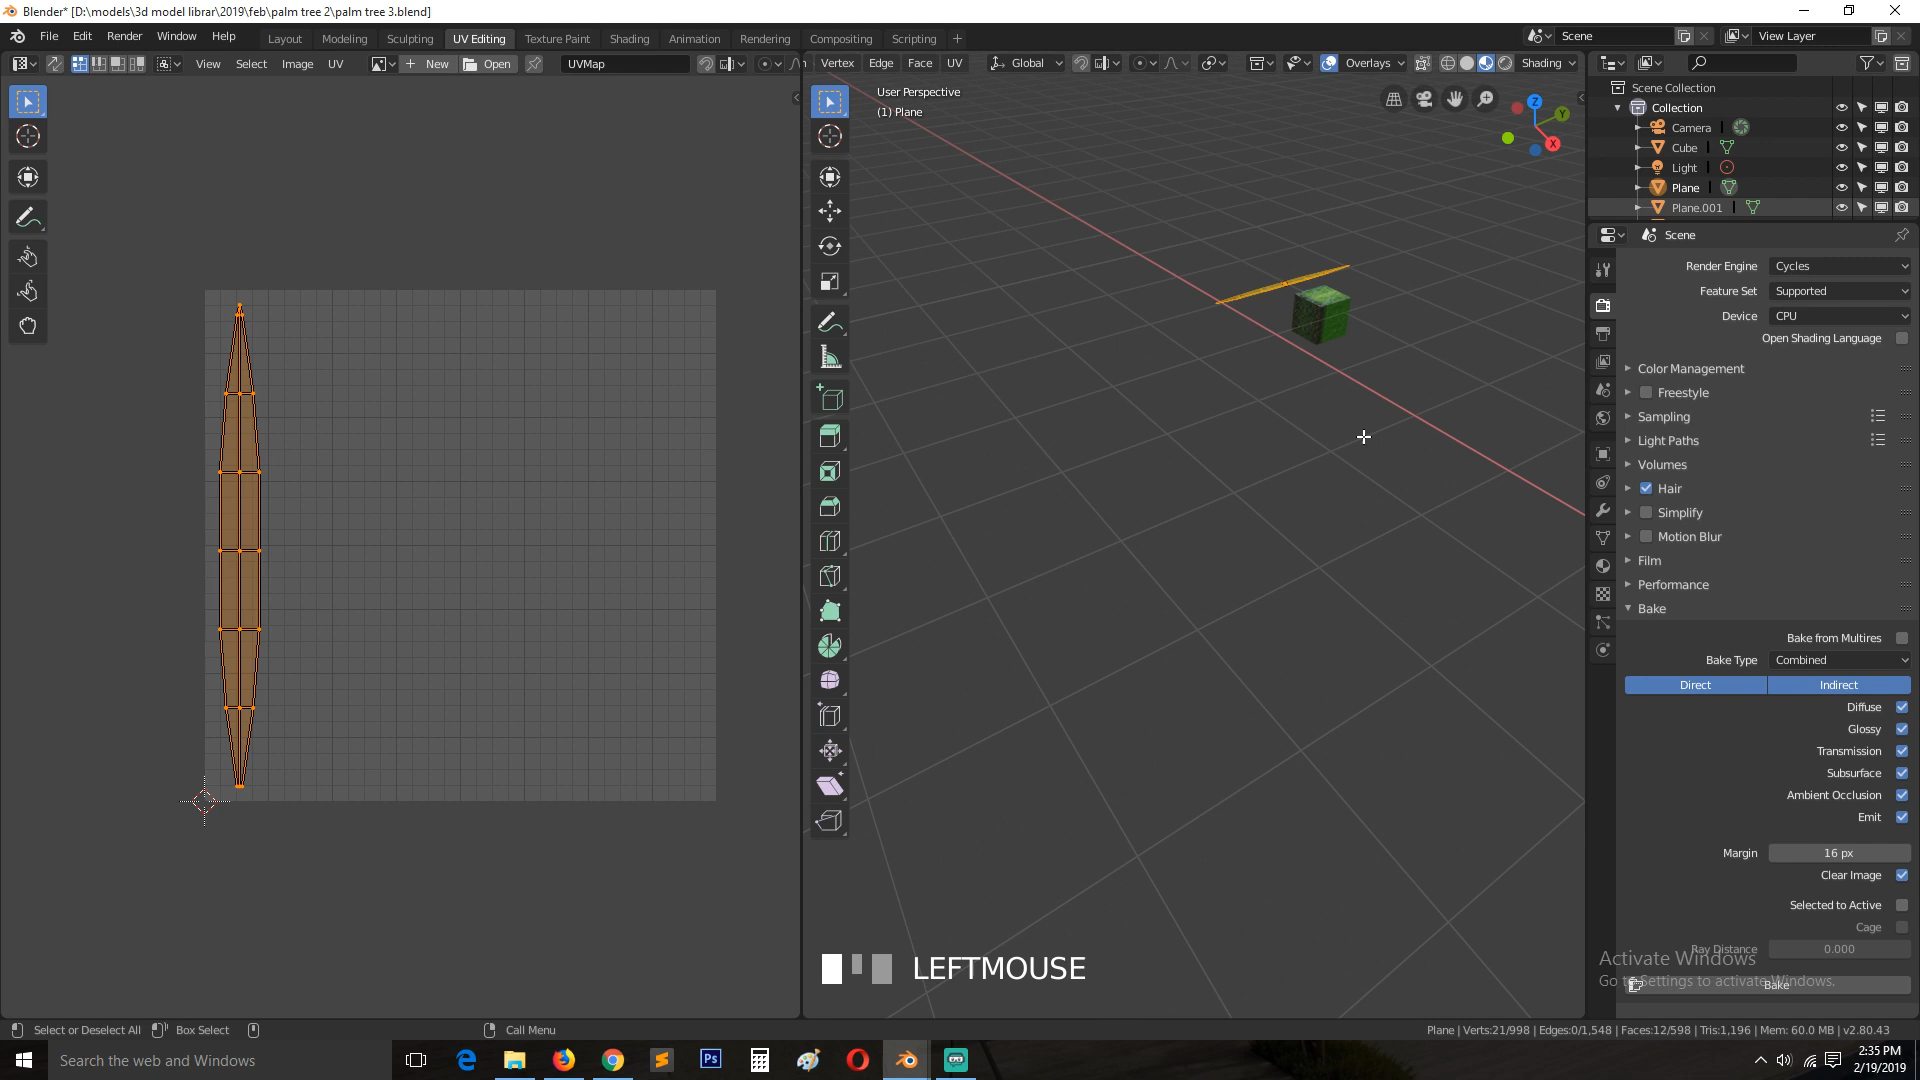 Blender* [D:\models\3d model librar\2019\feb\palm tree 2\palm tree 3.blend]
File Edit Render Window Help Layout Modeling Sculpting UV Editing Texture Paint Shading Animation Rendering Compositing Scripting + Scene View Layer
View Select Image UV New Open UVMap Vertex Edge Face UV Global Overlays Shading
User Perspective
(1) Plane
Z
Y
X
Scene Collection
Collection
Camera
Cube
Light
Plane
Plane.001
Scene
Render Engine Cycles
Feature Set Supported
Device CPU
Open Shading Language
Color Management
Freestyle
Sampling
Light Paths
Volumes
Hair
Simplify
Motion Blur
Film
Performance
Bake
Bake from Multires
Bake Type Combined
Direct Indirect
Diffuse
Glossy
Transmission
Subsurface
Ambient Occlusion
Emit
Margin 16 px
Clear Image
Selected to Active
Cage
Ray Distance 0.000
Activate Windows
Go to Settings to activate Windows.
Bake
LEFTMOUSE
Select or Deselect All Box Select Call Menu Plane | Verts:21/998 | Edges:0/1,548 | Faces:12/598 | Tris:1,196 | Mem: 60.0 MB | v2.80.43
Search the web and Windows
Ps
2:35 PM
2/19/2019